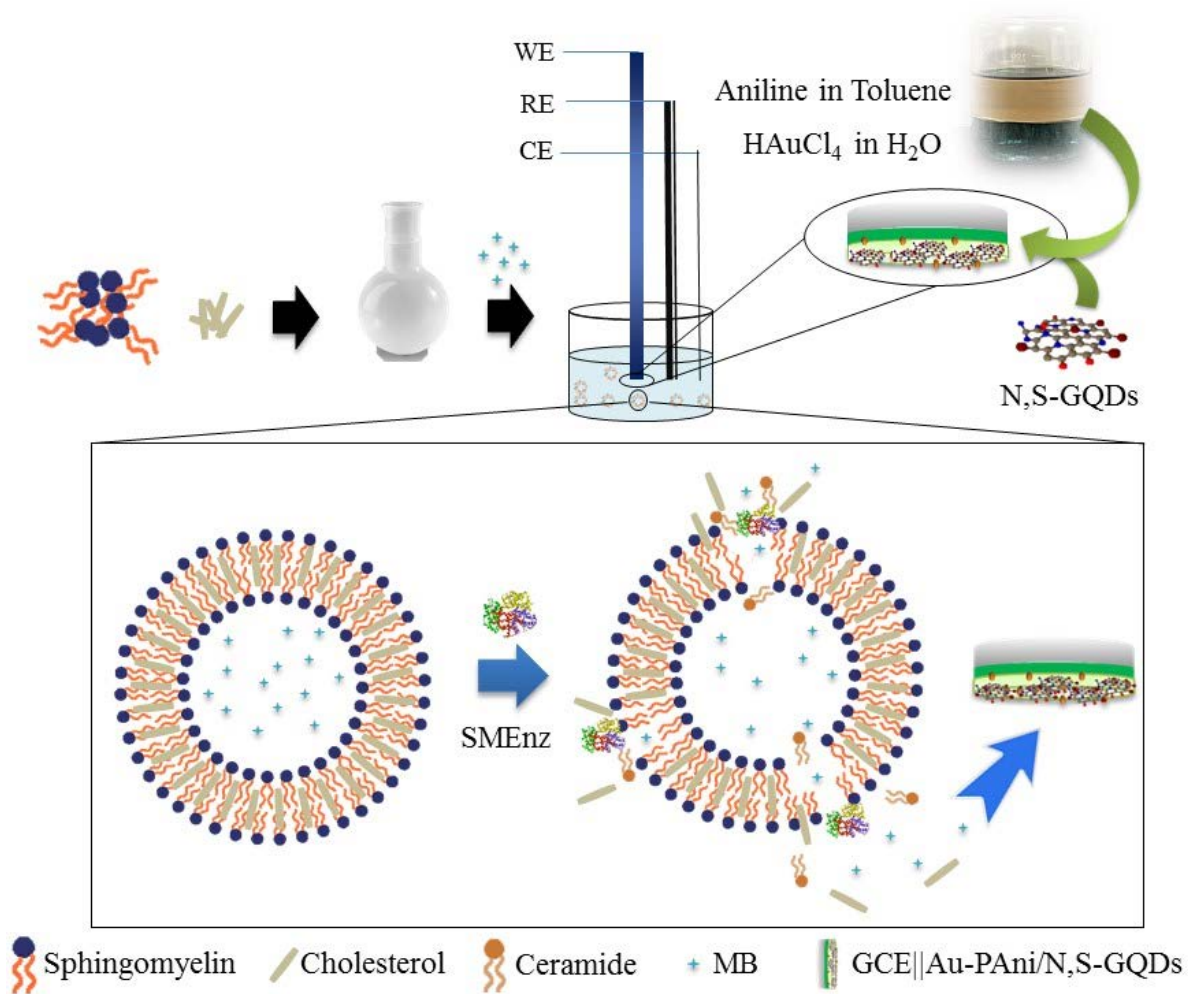 WE
RE
CE
Aniline in Toluene
HAuCl₄ in H₂O
N,S-GQDs
SMEnz
Sphingomyelin
Cholesterol
Ceramide
MB
GCE||Au-PAni/N,S-GQDs